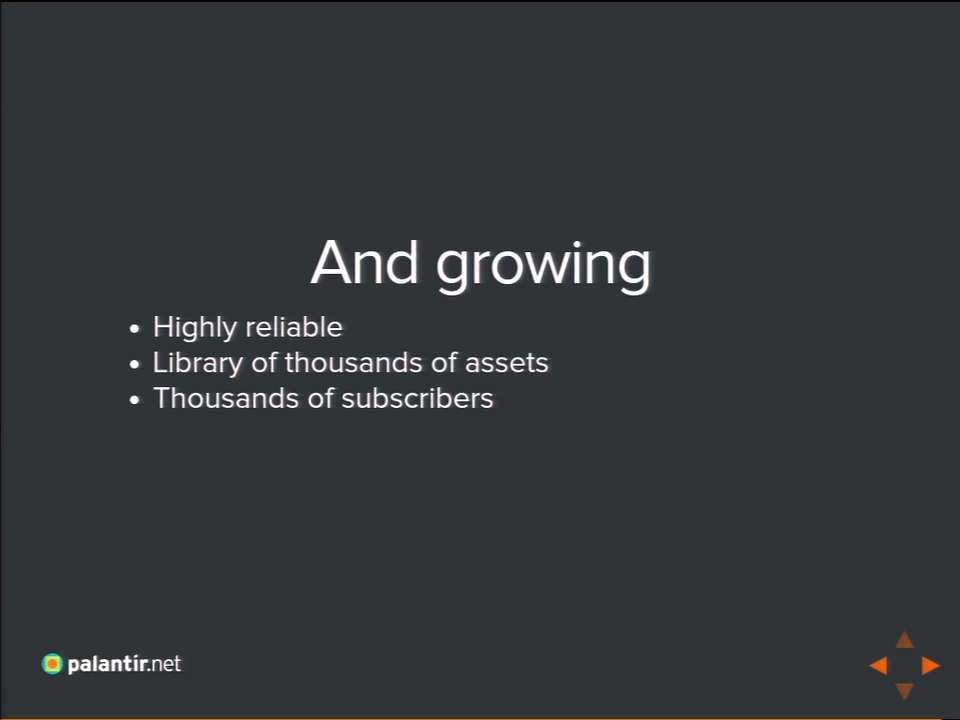 And growing
Highly reliable
Library of thousands of assets
Thousands of subscribers
palantir.net